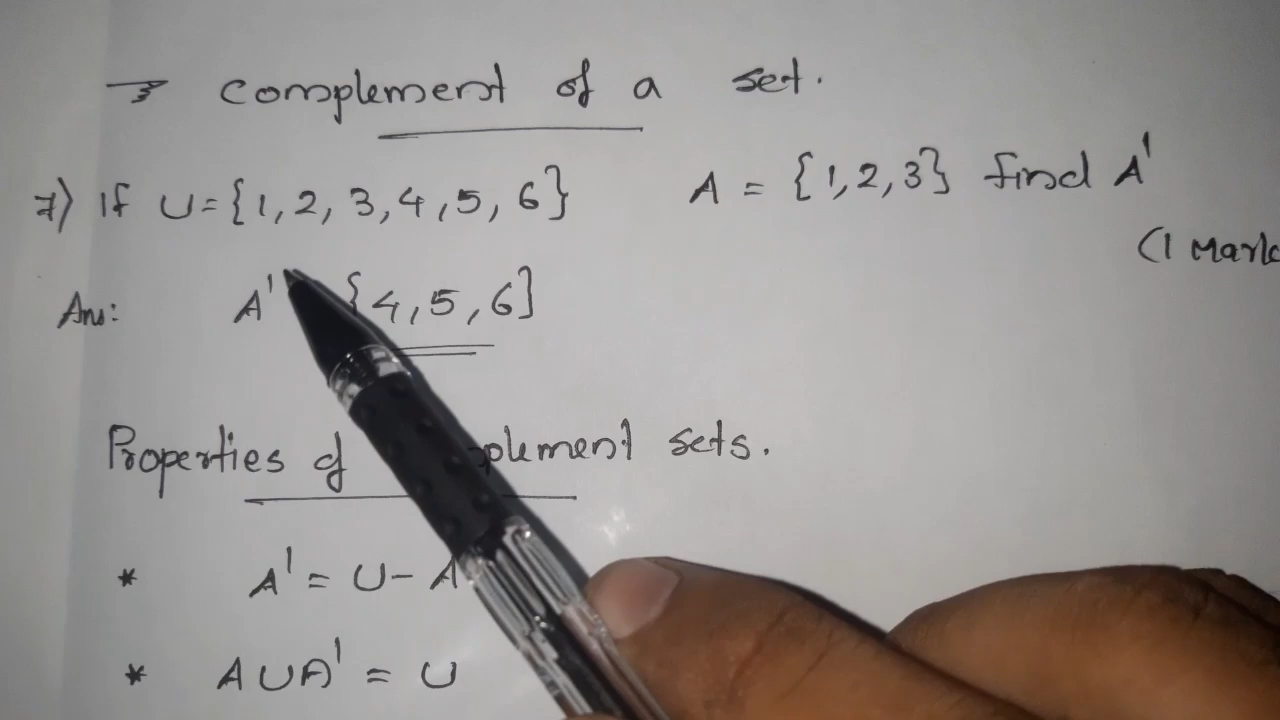 → Complement of a set.
7) If U = {1, 2, 3, 4, 5, 6} A = {1, 2, 3} find A'
(1 Mark
Ans: A' {4, 5, 6}
Properties of plement sets.
* A' = U - A
* A U A' = U